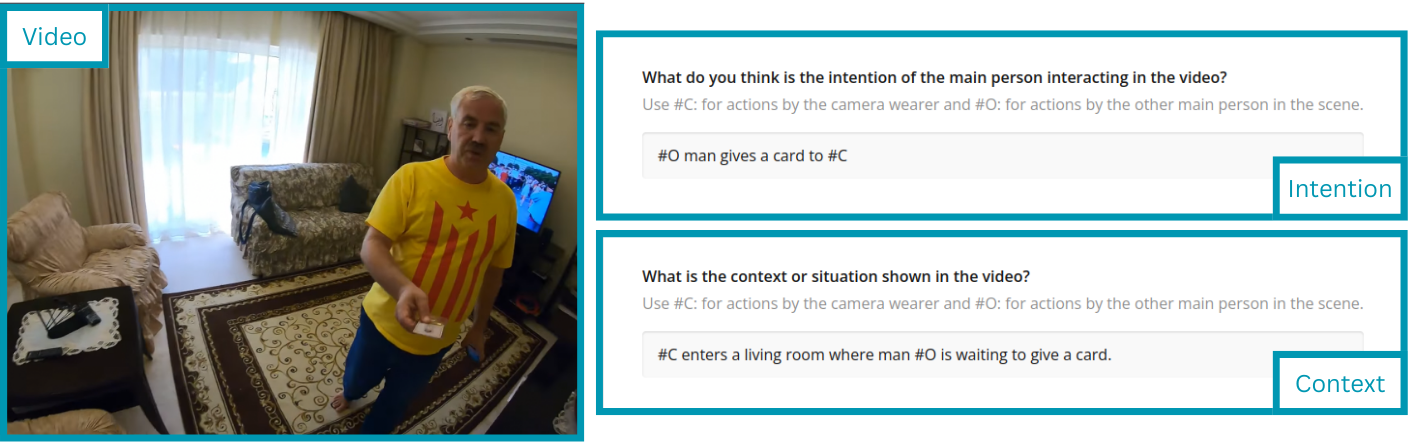 Video
What do you think is the intention of the main person interacting in the video?
Use #C: for actions by the camera wearer and #O: for actions by the other main person in the scene.
#O man gives a card to #C
Intention
What is the context or situation shown in the video?
Use #C: for actions by the camera wearer and #O: for actions by the other main person in the scene.
#C enters a living room where man #O is waiting to give a card.
Context